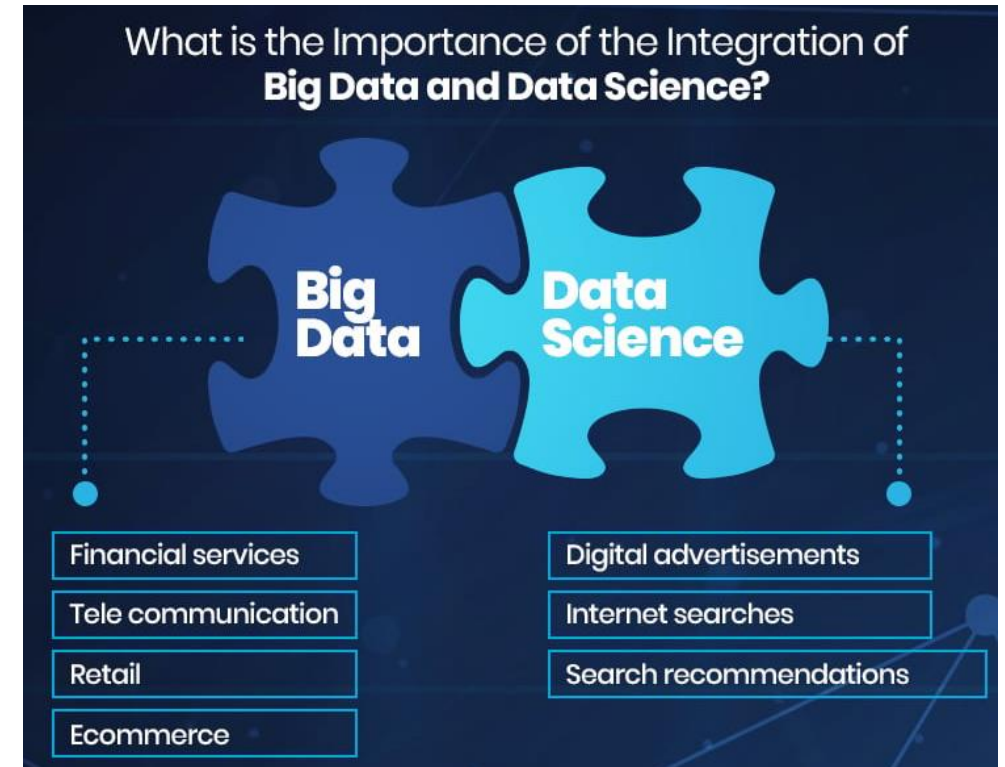 What is the Importance of the Integration of
Big Data and Data Science?
Big
Data
Data
Science
Financial services
Tele communication
Retail
Ecommerce
Digital advertisements
Internet searches
Search recommendations